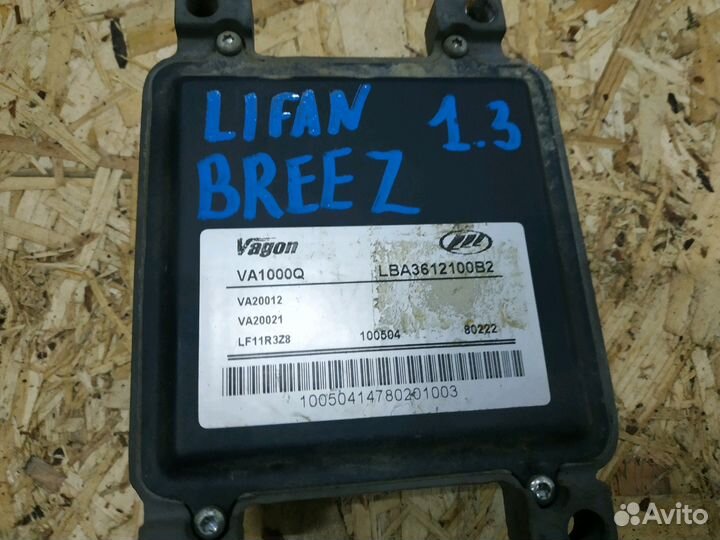 LIFAN 1.3
BREEZ
Vagon
VA1000Q LBA3612100B2
VA20012
VA20021
LF11R3Z8 100504 80222
10050414780201003
Avito